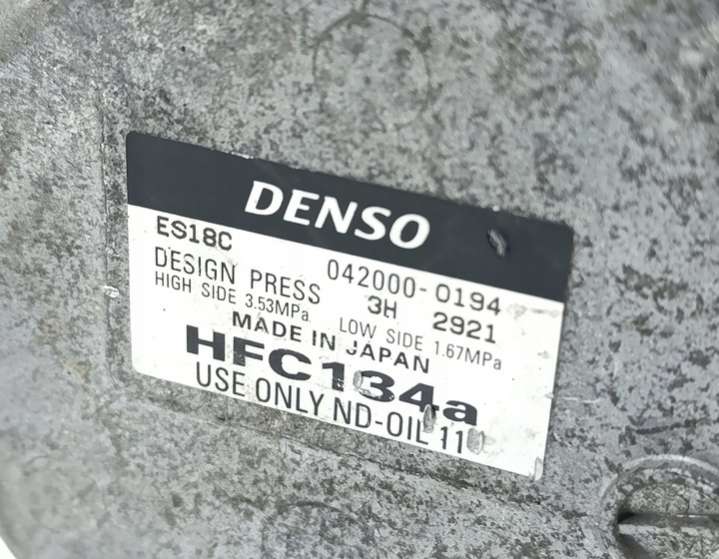 DENSO
ES18C 042000-0194
DESIGN PRESS 3H 2921
HIGH SIDE 3.53MPa LOW SIDE 1.67MPa
MADE IN JAPAN
HFC134a
USE ONLY ND-OIL 11